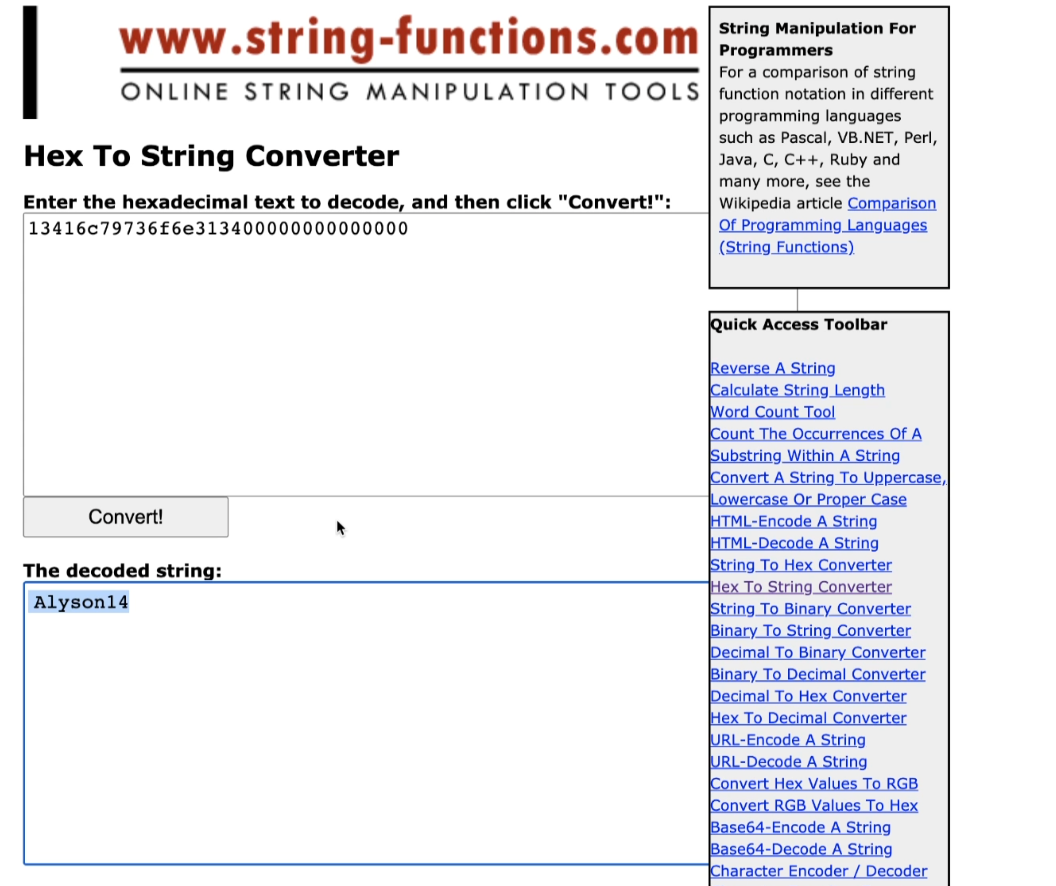 www.string-functions.com
ONLINE STRING MANIPULATION TOOLS
Hex To String Converter
Enter the hexadecimal text to decode, and then click "Convert!":
13416c79736f6e3134000000000000000
Convert!
The decoded string:
Alyson14
String Manipulation For
Programmers
For a comparison of string
function notation in different
programming languages
such as Pascal, VB.NET, Perl,
Java, C, C++, Ruby and
many more, see the
Wikipedia article Comparison
Of Programming Languages
(String Functions)
Quick Access Toolbar
Reverse A String
Calculate String Length
Word Count Tool
Count The Occurrences Of A
Substring Within A String
Convert A String To Uppercase,
Lowercase Or Proper Case
HTML-Encode A String
HTML-Decode A String
String To Hex Converter
Hex To String Converter
String To Binary Converter
Binary To String Converter
Decimal To Binary Converter
Binary To Decimal Converter
Decimal To Hex Converter
Hex To Decimal Converter
URL-Encode A String
URL-Decode A String
Convert Hex Values To RGB
Convert RGB Values To Hex
Base64-Encode A String
Base64-Decode A String
Character Encoder / Decoder